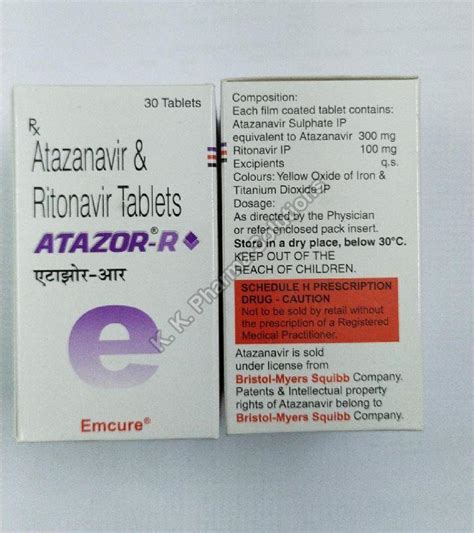 30 Tablets
Rx
Atazanavir &
Ritonavir Tablets
ATAZOR®-R
एटाझोर-आर
e
Emcure®
Composition:
Each film coated tablet contains:
Atazanavir Sulphate IP
equivalent to Atazanavir 300 mg
Ritonavir IP 100 mg
Excipients q.s.
Colours: Yellow Oxide of Iron &
Titanium Dioxide IP
Dosage:
As directed by the Physician
or refer enclosed pack insert.
Store in a dry place, below 30°C.
KEEP OUT OF THE
REACH OF CHILDREN.
SCHEDULE H PRESCRIPTION
DRUG - CAUTION
Not to be sold by retail without
the prescription of a Registered
Medical Practitioner.
Atazanavir is sold
under license from
Bristol-Myers Squibb Company.
Patents & Intellectual property
rights of Atazanavir belong to
Bristol-Myers Squibb Company.
K. K. Pharma Solutions